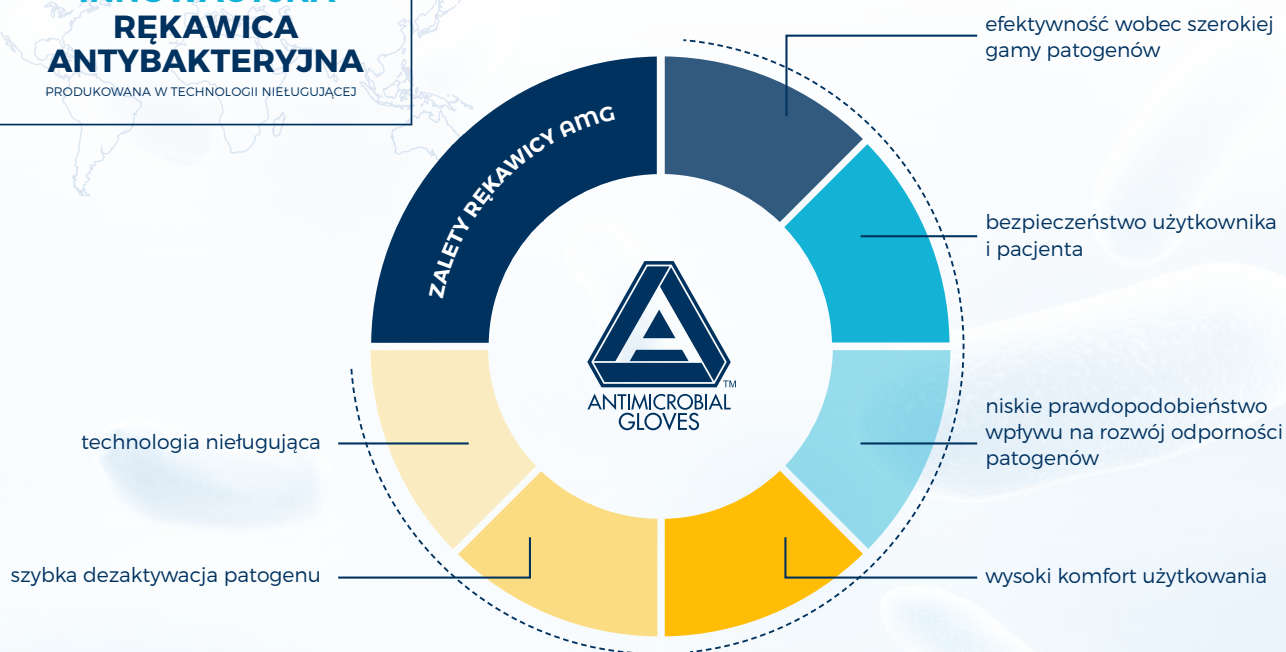 RĘKAWICA
ANTYBAKTERYJNA
PRODUKOWANA W TECHNOLOGII NIEŁUGUJĄCEJ
efektywność wobec szerokiej
gamy patogenów
ZALETY RĘKAWICY AMG
bezpieczeństwo użytkownika
i pacjenta
A
TM
ANTIMICROBIAL
GLOVES
niskie prawdopodobieństwo
wpływu na rozwój odporności
patogenów
technologia nieługująca
szybka dezaktywacja patogenu
wysoki komfort użytkowania